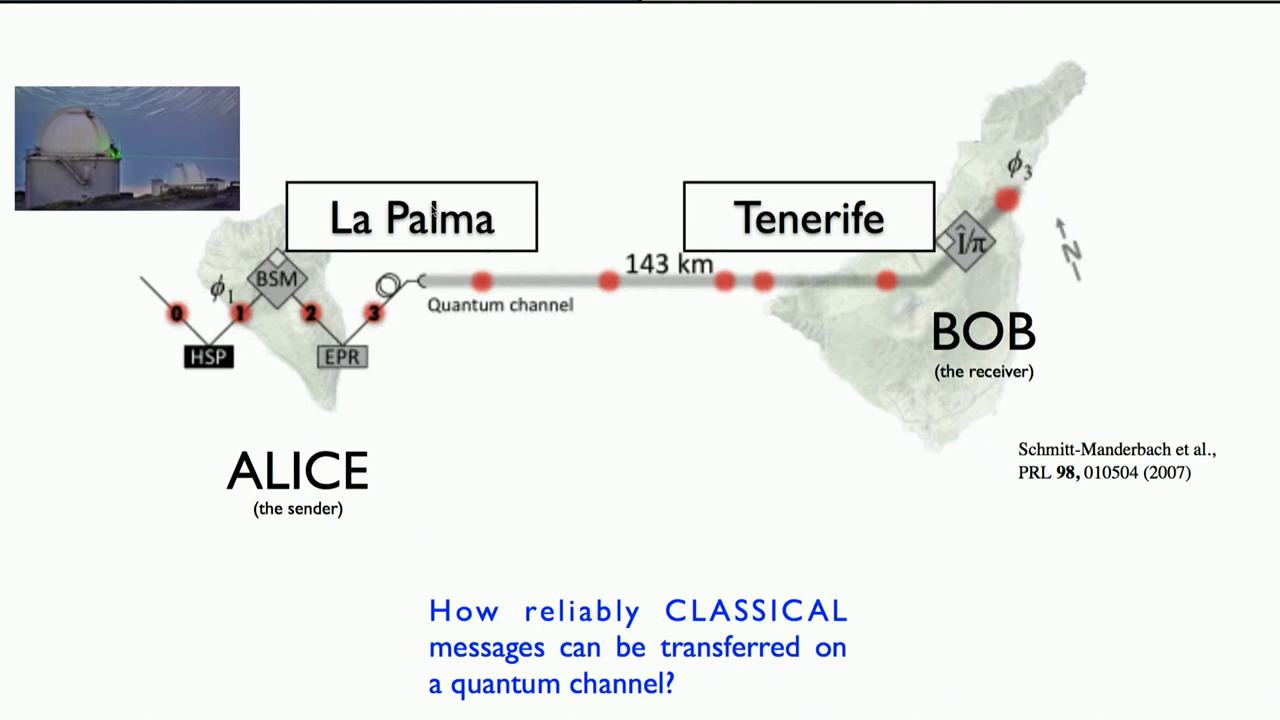 La Palma
Tenerife
ϕ3
Î/π
N
143 km
Quantum channel
BSM
ϕ1
0
1
2
3
HSP
EPR
BOB
(the receiver)
ALICE
(the sender)
Schmitt-Manderbach et al.,
PRL 98, 010504 (2007)
How reliably CLASSICAL
messages can be transferred on
a quantum channel?